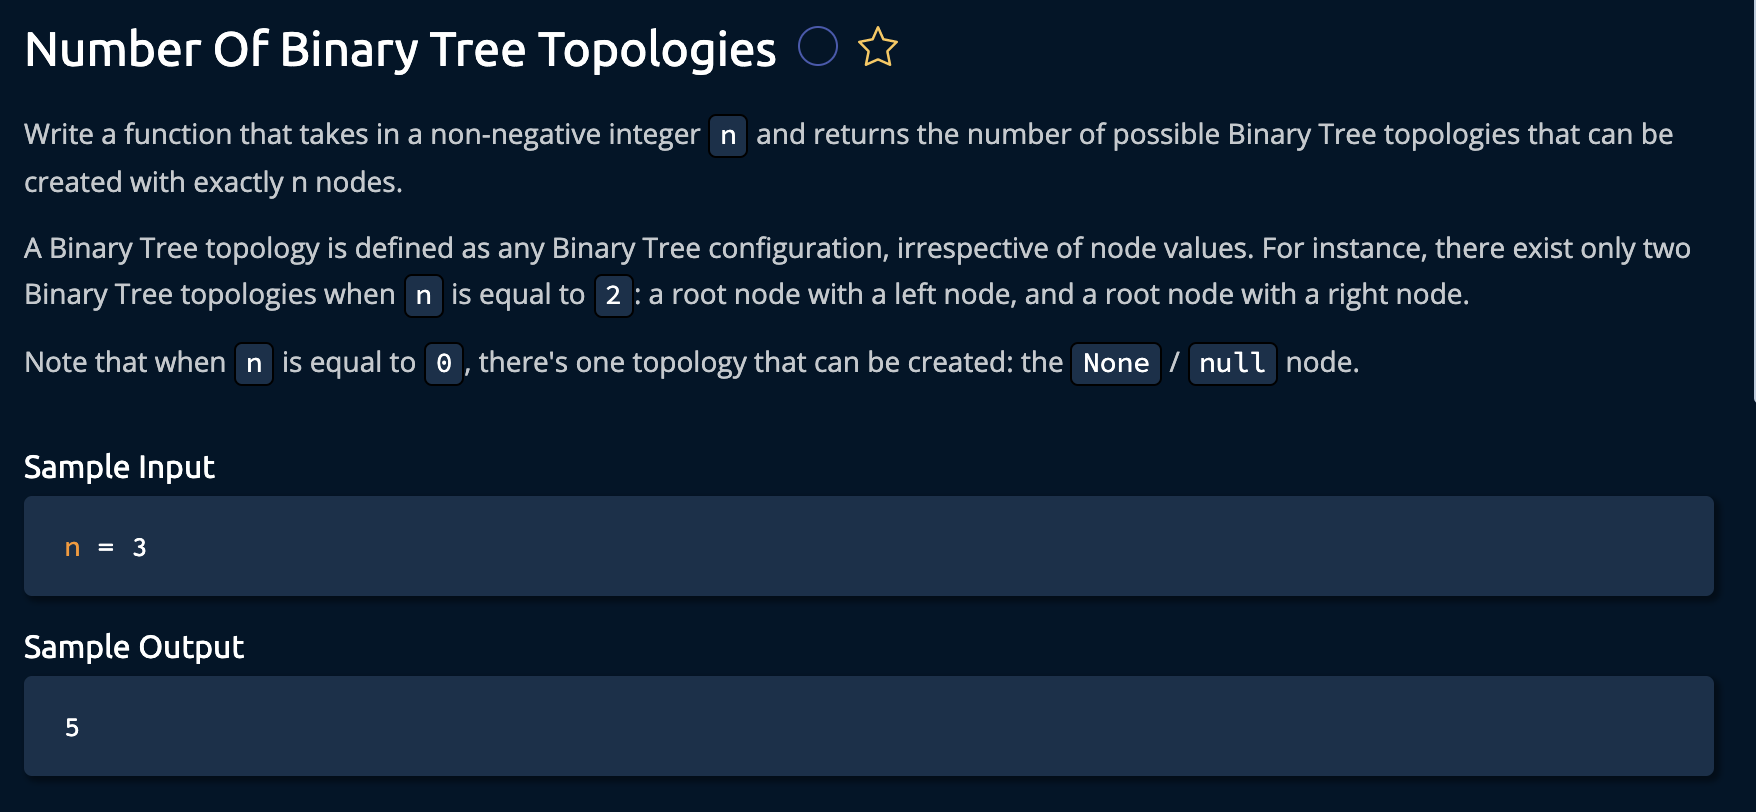 Number Of Binary Tree Topologies
Write a function that takes in a non-negative integer n and returns the number of possible Binary Tree topologies that can be
created with exactly n nodes.
A Binary Tree topology is defined as any Binary Tree configuration, irrespective of node values. For instance, there exist only two
Binary Tree topologies when n is equal to 2: a root node with a left node, and a root node with a right node.
Note that when n is equal to 0, there's one topology that can be created: the None / null node.
Sample Input
n = 3
Sample Output
5